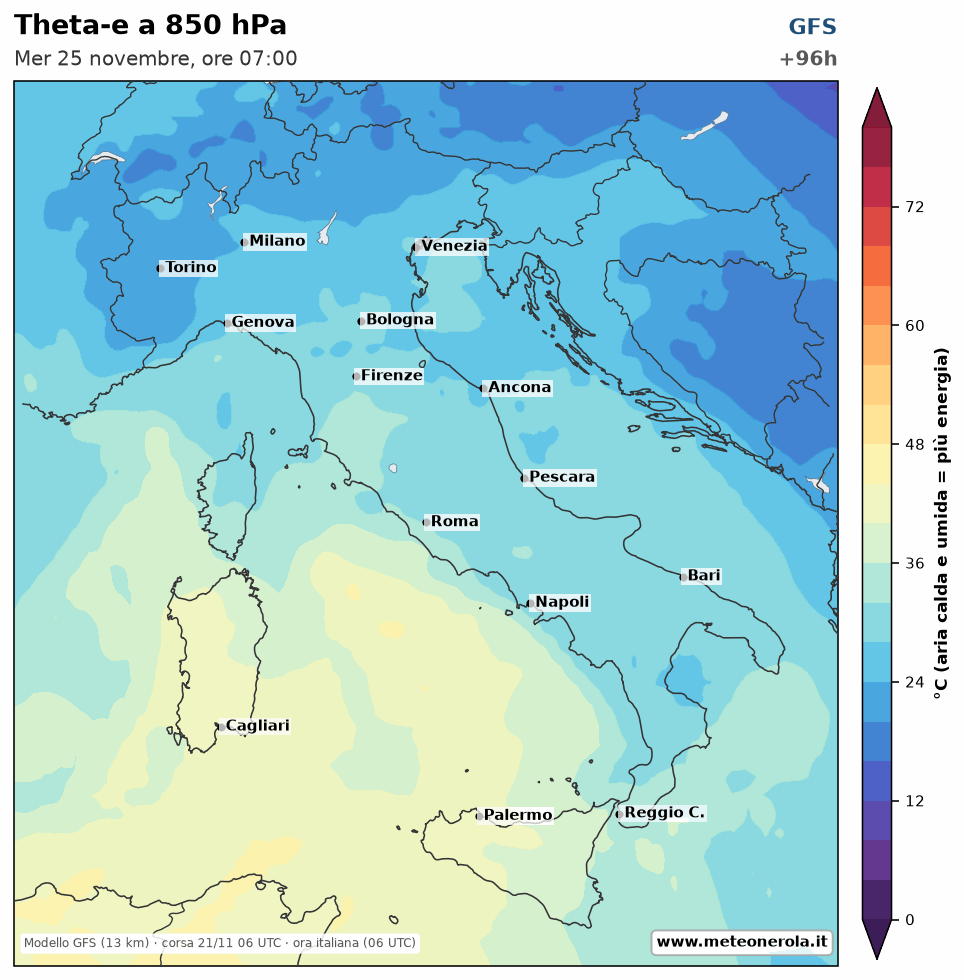 Theta-e a 850 hPa
GFS
Mer 25 novembre, ore 07:00
+96h
Milano
Venezia
Torino
Genova
Bologna
Firenze
Ancona
Pescara
Roma
Bari
Napoli
Cagliari
Palermo
Reggio C.
72
60
48
36
24
12
0
°C (aria calda e umida = più energia)
Modello GFS (13 km) · corsa 21/11 06 UTC · ora italiana (06 UTC)
www.meteonerola.it